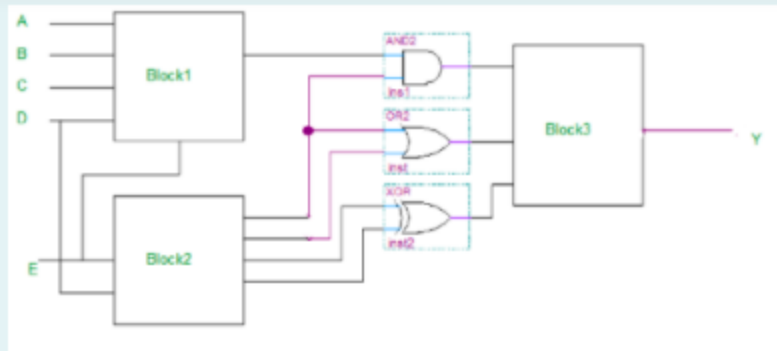 A
B
C
D
E
Block1
Block2
AND2
inst1
OR2
inst
XOR
inst2
Block3
Y